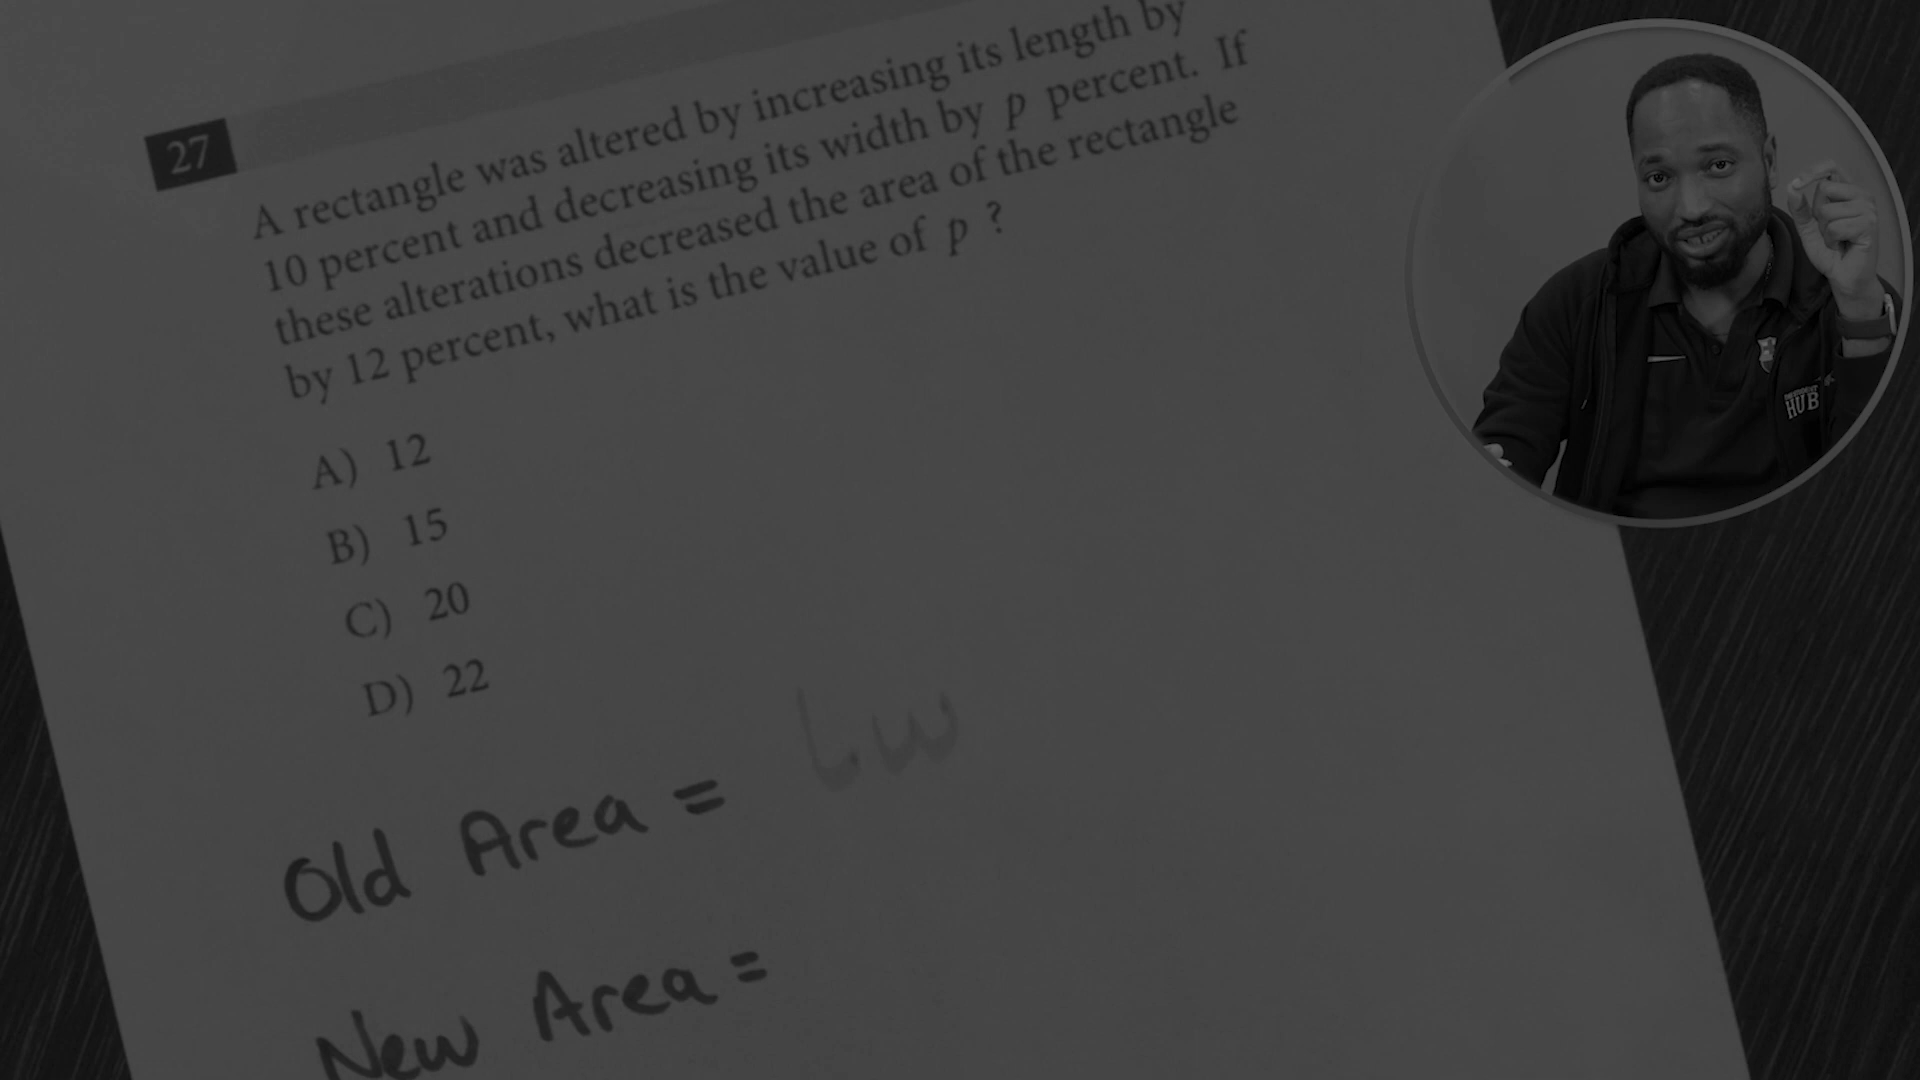 27
A rectangle was altered by increasing its length by
10 percent and decreasing its width by p percent. If
these alterations decreased the area of the rectangle
by 12 percent, what is the value of p ?
A) 12
B) 15
C) 20
D) 22
Old Area = Lw
New Area =
HUB